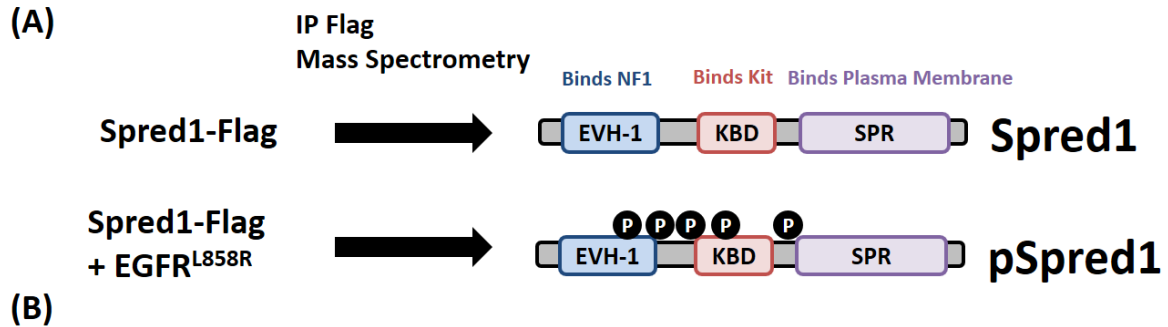 (A)
IP Flag
Mass Spectrometry
Binds NF1 Binds Kit Binds Plasma Membrane
Spred1-Flag EVH-1 KBD SPR Spred1
P P P P P
Spred1-Flag
+ EGFRL858R
EVH-1 KBD SPR pSpred1
(B)